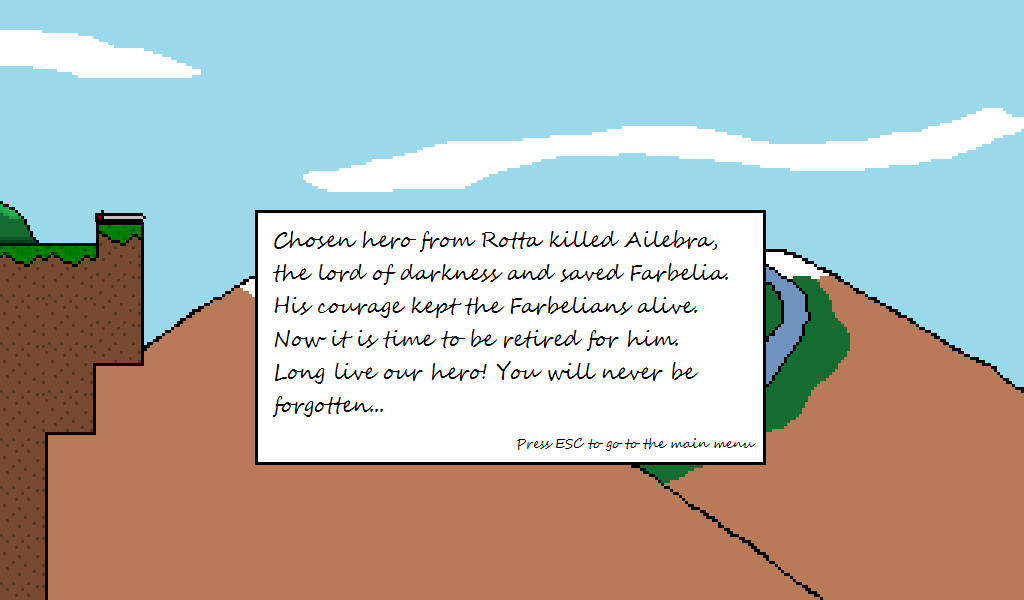 Chosen hero from Rotta killed Ailebra,
the lord of darkness and saved Farbelia.
His courage kept the Farbelians alive.
Now it is time to be retired for him.
Long live our hero! You will never be
forgotten...
Press ESC to go to the main menu